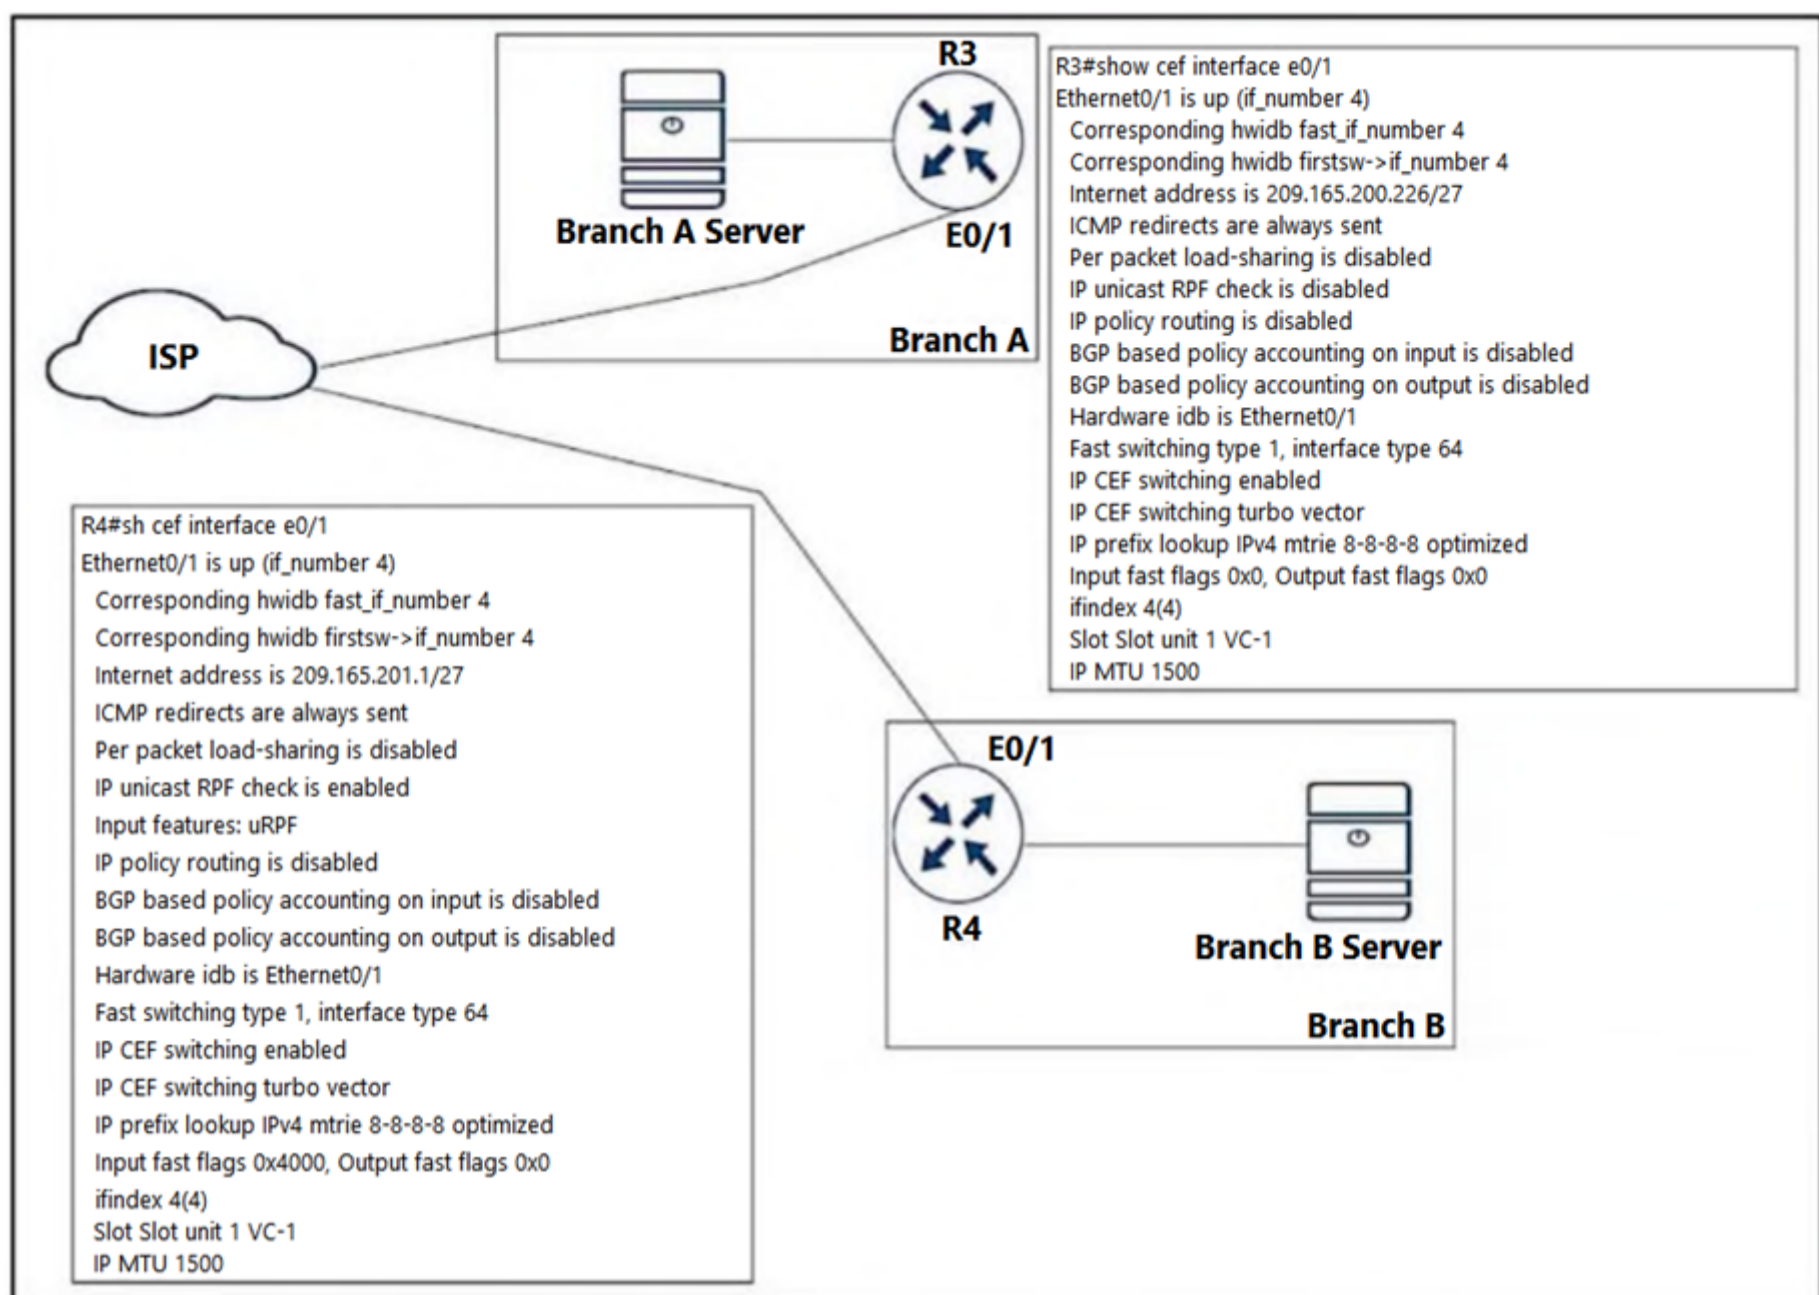 R3
Branch A Server
E0/1
Branch A
ISP
R3#show cef interface e0/1
Ethernet0/1 is up (if_number 4)
Corresponding hwidb fast_if_number 4
Corresponding hwidb firstsw->if_number 4
Internet address is 209.165.200.226/27
ICMP redirects are always sent
Per packet load-sharing is disabled
IP unicast RPF check is disabled
IP policy routing is disabled
BGP based policy accounting on input is disabled
BGP based policy accounting on output is disabled
Hardware idb is Ethernet0/1
Fast switching type 1, interface type 64
IP CEF switching enabled
IP CEF switching turbo vector
IP prefix lookup IPv4 mtrie 8-8-8-8 optimized
Input fast flags 0x0, Output fast flags 0x0
ifindex 4(4)
Slot Slot unit 1 VC-1
IP MTU 1500
R4#sh cef interface e0/1
Ethernet0/1 is up (if_number 4)
Corresponding hwidb fast_if_number 4
Corresponding hwidb firstsw->if_number 4
Internet address is 209.165.201.1/27
ICMP redirects are always sent
Per packet load-sharing is disabled
IP unicast RPF check is enabled
Input features: uRPF
IP policy routing is disabled
BGP based policy accounting on input is disabled
BGP based policy accounting on output is disabled
Hardware idb is Ethernet0/1
Fast switching type 1, interface type 64
IP CEF switching enabled
IP CEF switching turbo vector
IP prefix lookup IPv4 mtrie 8-8-8-8 optimized
Input fast flags 0x4000, Output fast flags 0x0
ifindex 4(4)
Slot Slot unit 1 VC-1
IP MTU 1500
E0/1
R4
Branch B Server
Branch B